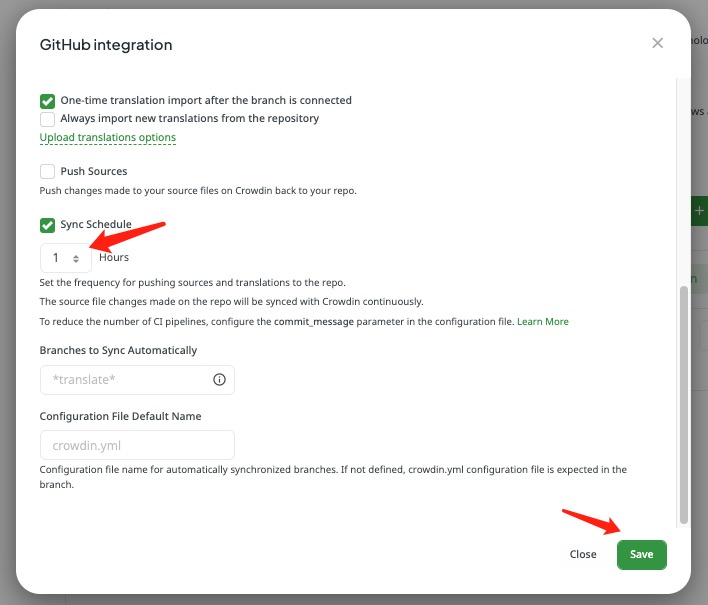 GitHub integration
One-time translation import after the branch is connected
Always import new translations from the repository
Upload translations options
Push Sources
Push changes made to your source files on Crowdin back to your repo.
Sync Schedule
1 Hours
Set the frequency for pushing sources and translations to the repo.
The source file changes made on the repo will be synced with Crowdin continuously.
To reduce the number of CI pipelines, configure the commit_message parameter in the configuration file. Learn More
Branches to Sync Automatically
*translate*
Configuration File Default Name
crowdin.yml
Configuration file name for automatically synchronized branches. If not defined, crowdin.yml configuration file is expected in the
branch.
Close Save